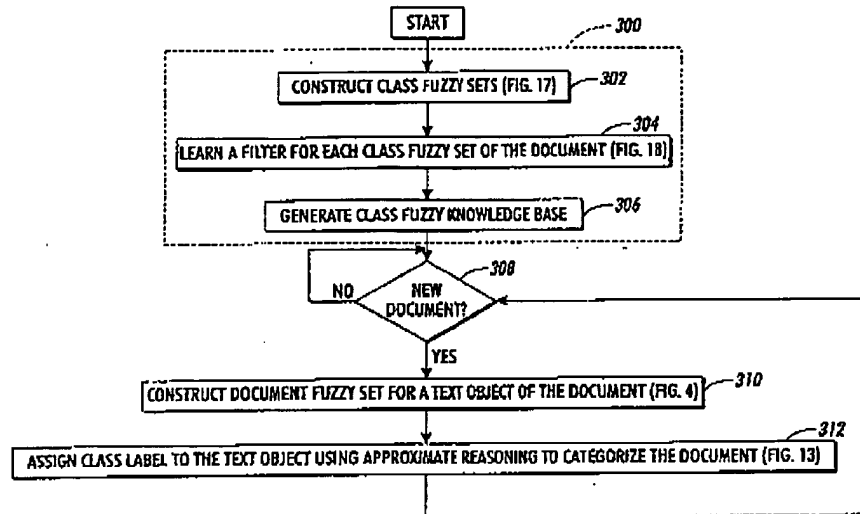 START
300
CONSTRUCT CLASS FUZZY SETS (FIG. 17)
302
304
LEARN A FILTER FOR EACH CLASS FUZZY SET OF THE DOCUMENT (FIG. 18)
GENERATE CLASS FUZZY KNOWLEDGE BASE
306
308
NO
NEW
DOCUMENT?
YES
CONSTRUCT DOCUMENT FUZZY SET FOR A TEXT OBJECT OF THE DOCUMENT (FIG. 4)
310
312
ASSIGN CLASS LABEL TO THE TEXT OBJECT USING APPROXIMATE REASONING TO CATEGORIZE THE DOCUMENT (FIG. 13)